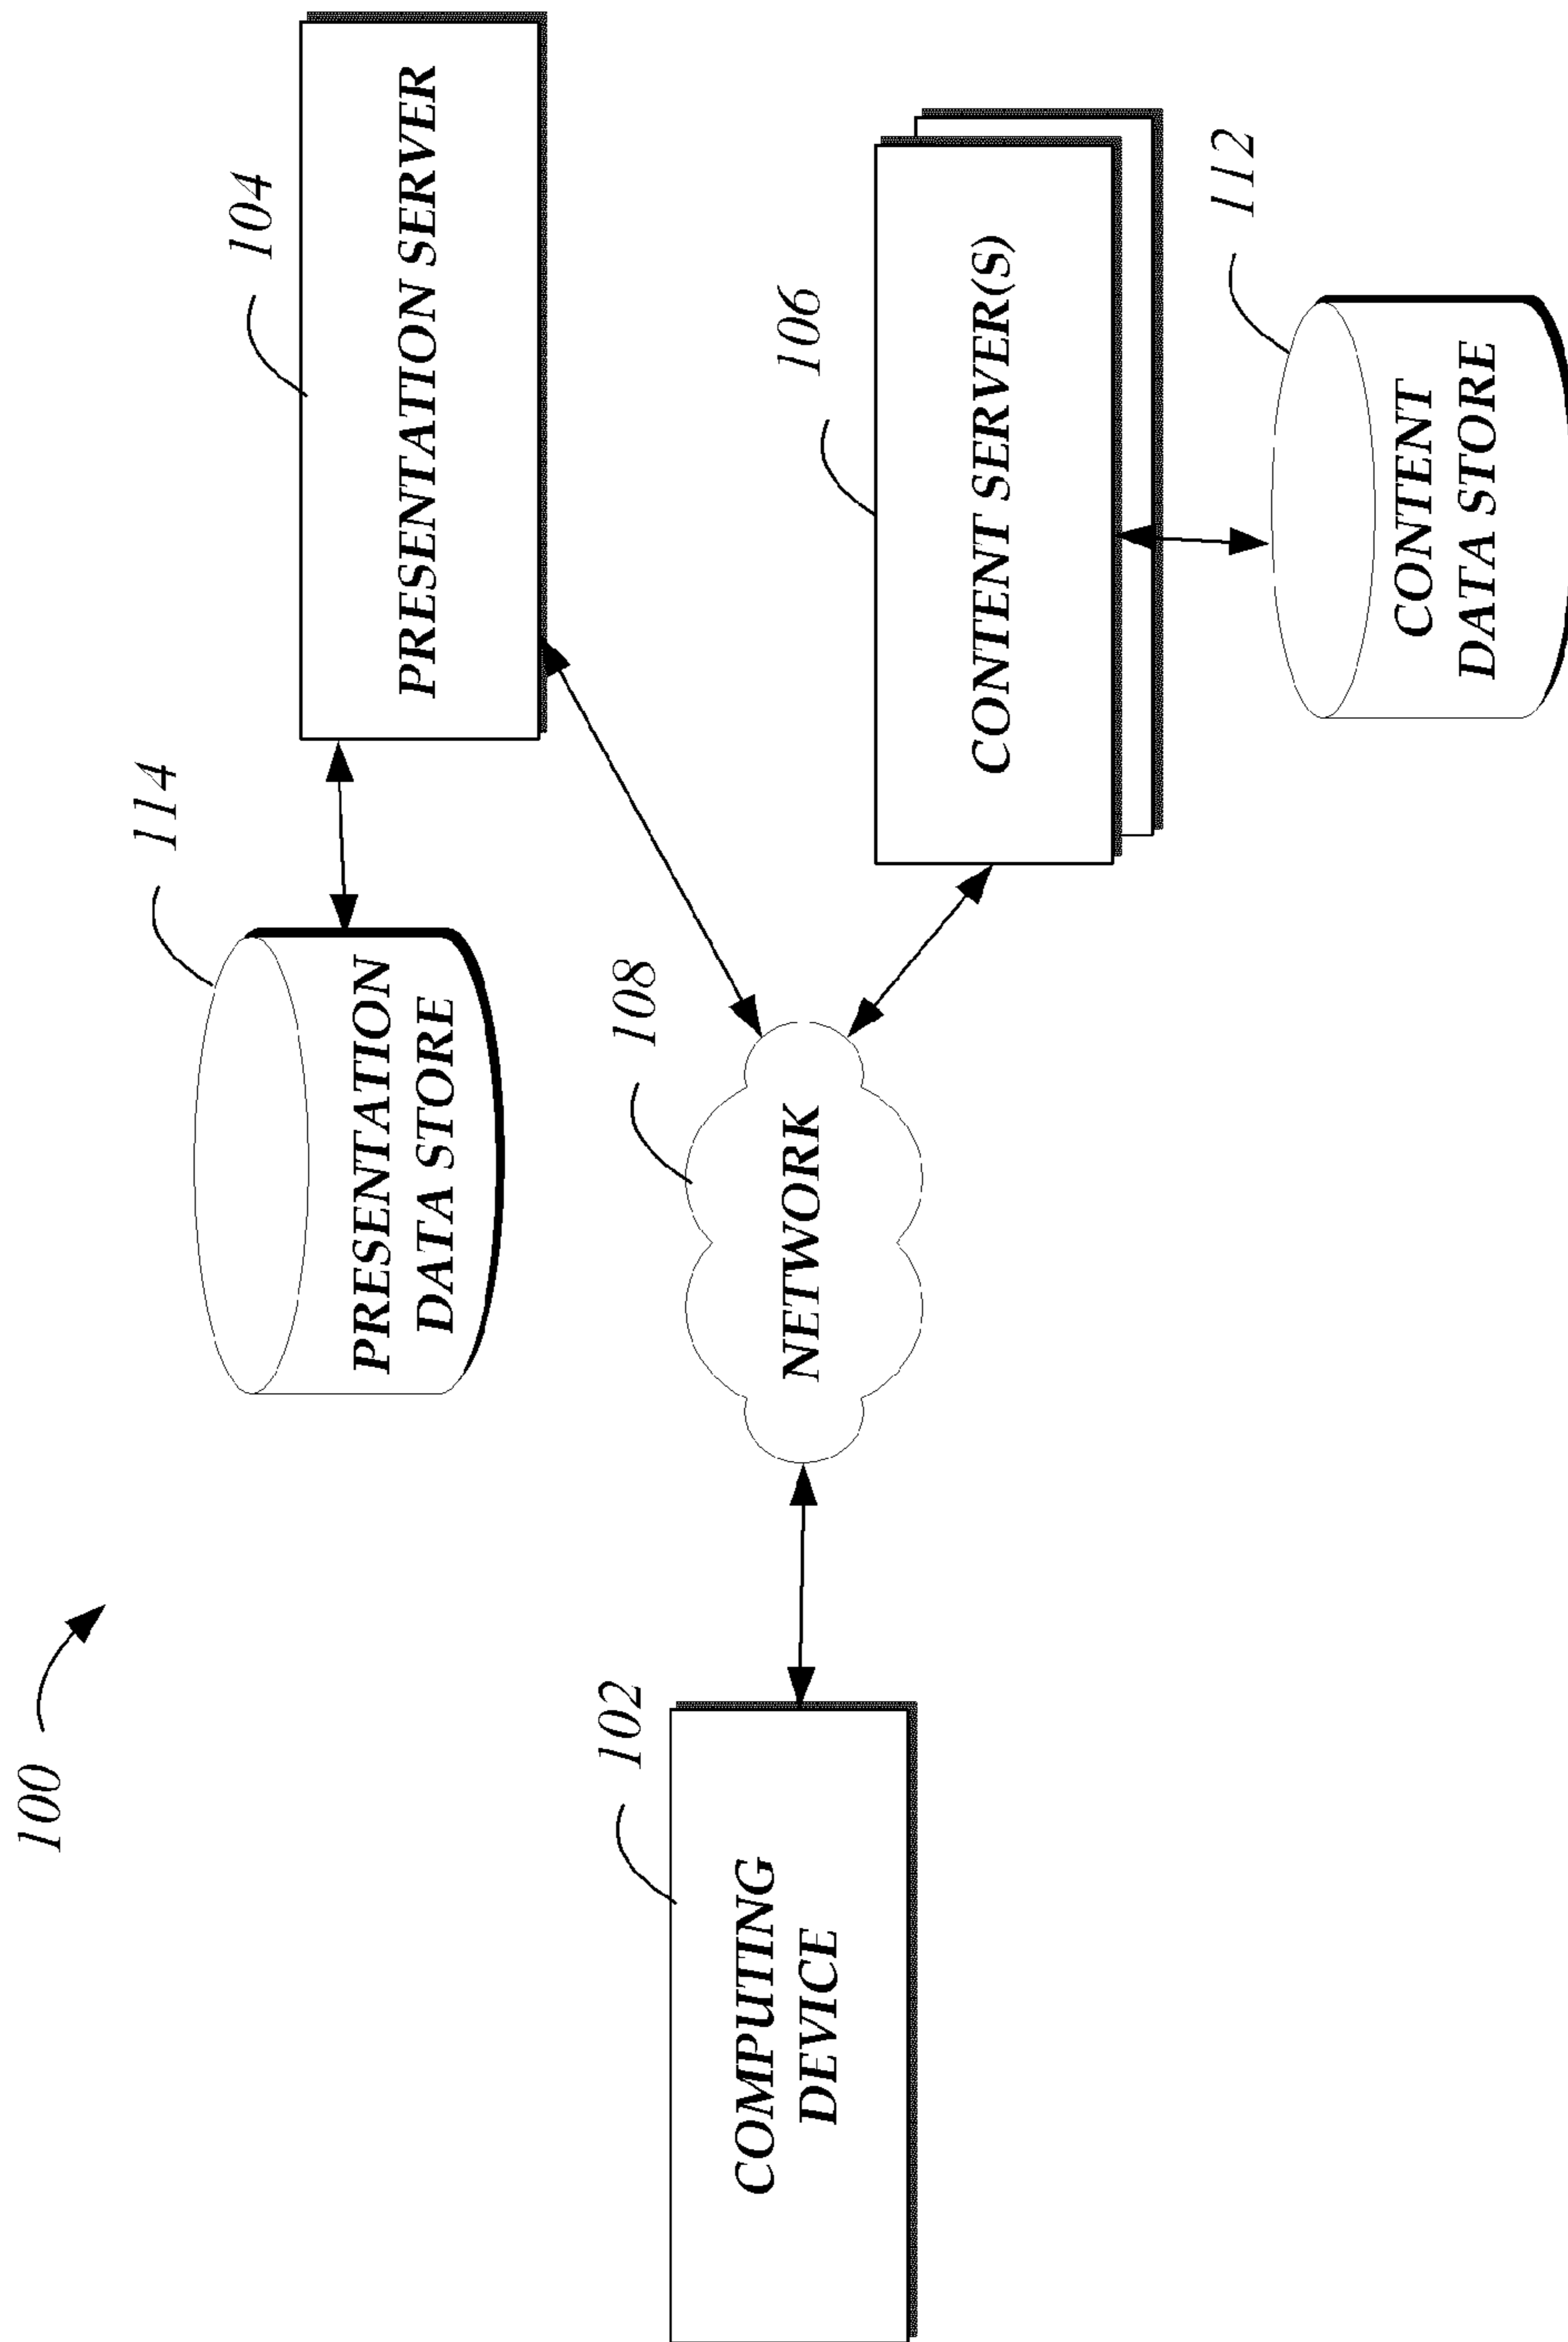 100
114
PRESENTATION
DATA STORE
104
PRESENTATION SERVER
102
COMPUTING
DEVICE
108
NETWORK
106
CONTENT SERVER(S)
112
CONTENT
DATA STORE